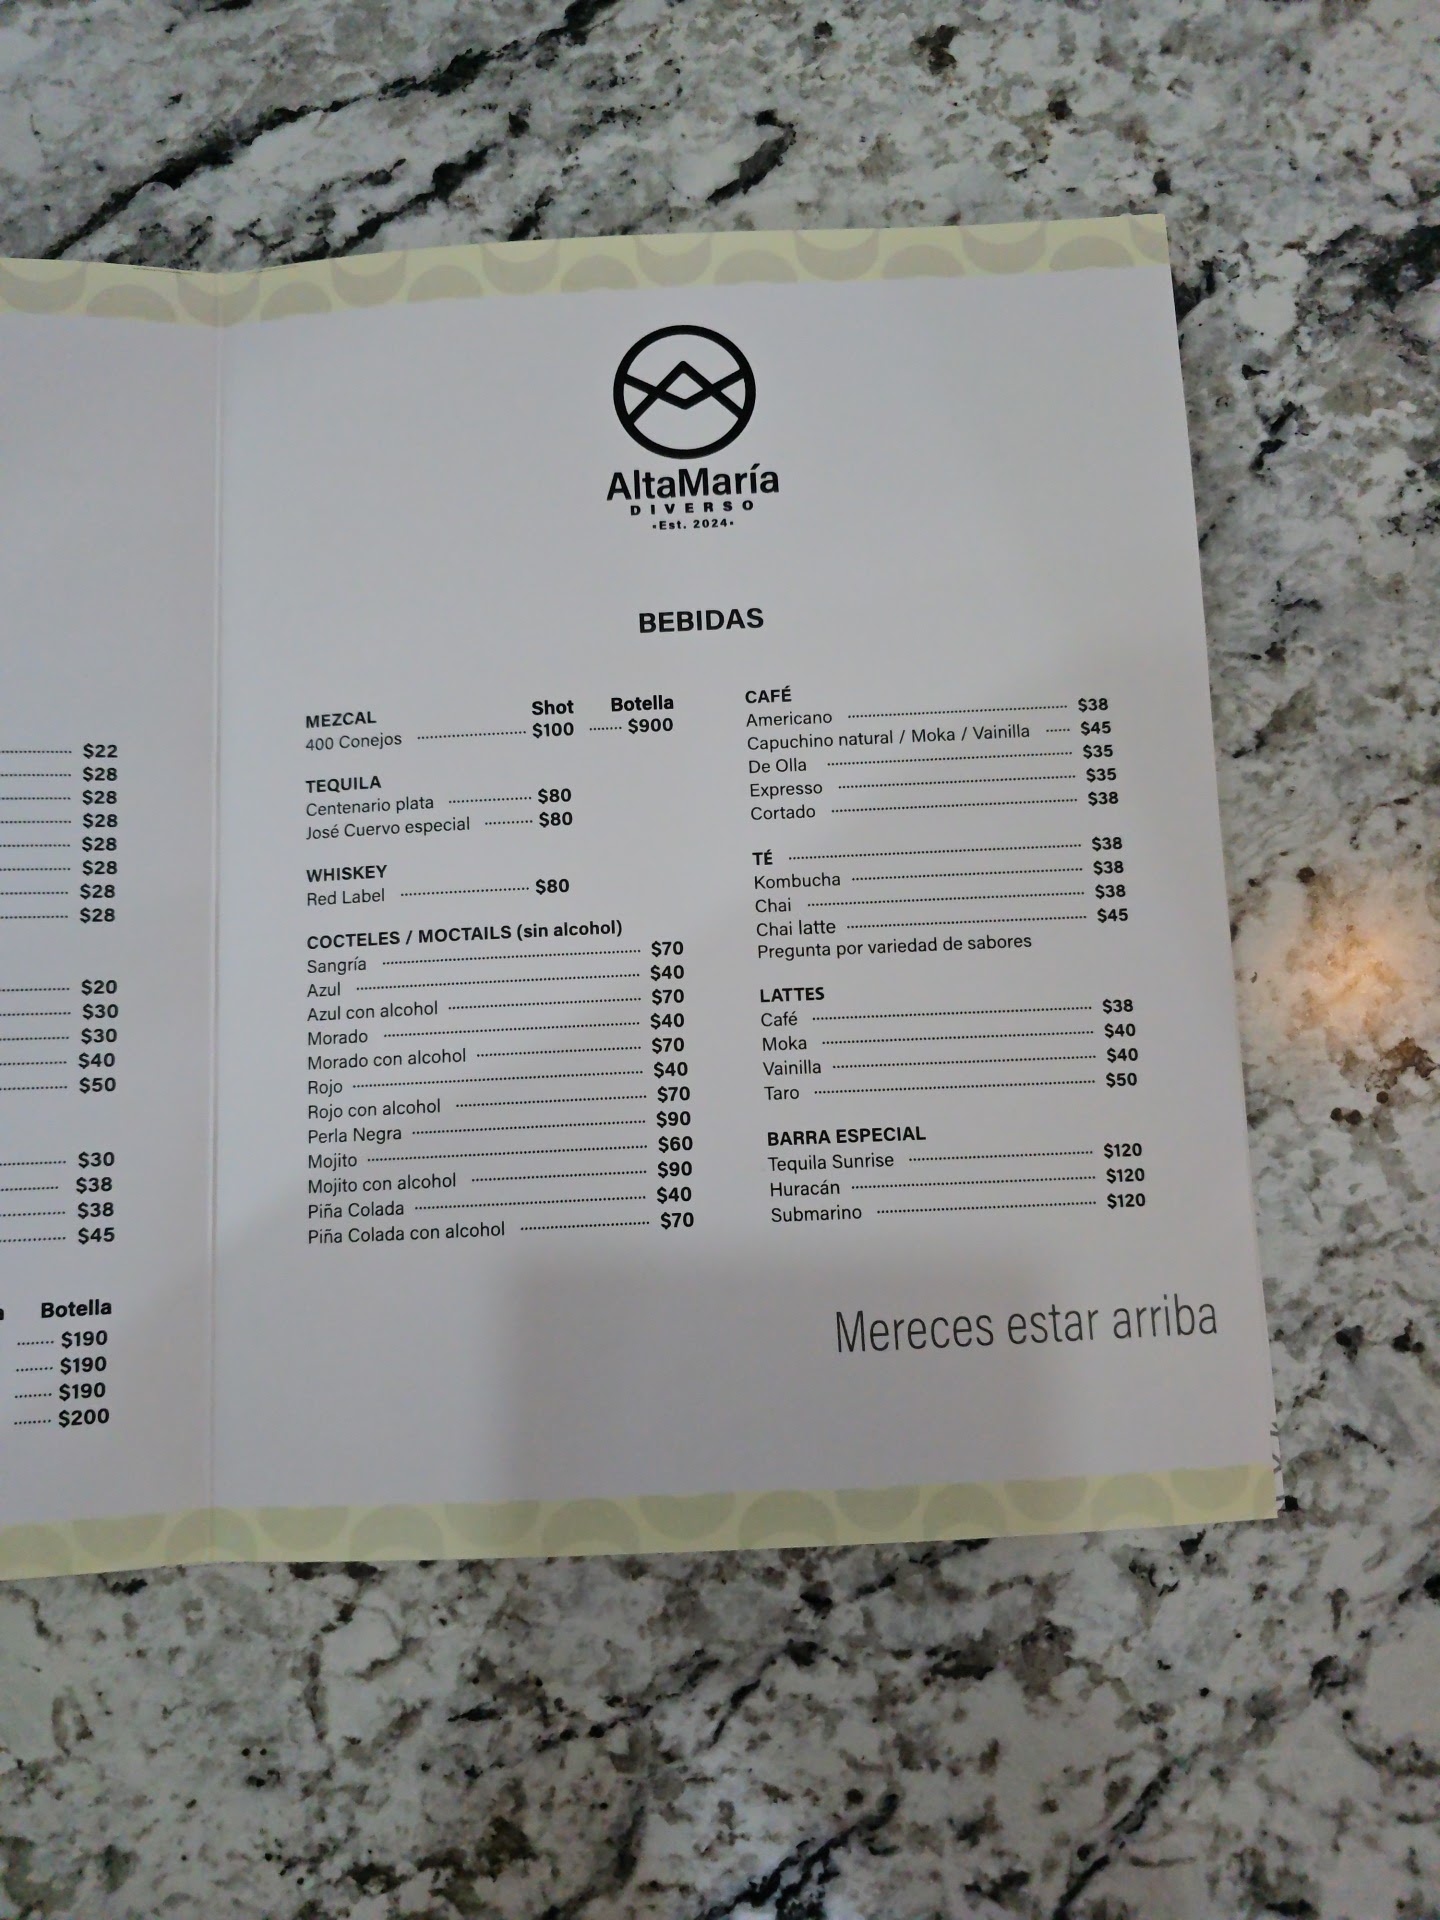 $22
$28
$28
$28
$28
$28
$28
$28
$20
$30
$30
$40
$50
$30
$38
$38
$45
Botella
$190
$190
$190
$200
AltaMaría
DIVERSO
·Est. 2024·
BEBIDAS
MEZCAL Shot Botella
400 Conejos $100 $900
TEQUILA
Centenario plata $80
José Cuervo especial $80
WHISKEY
Red Label $80
COCTELES / MOCTAILS (sin alcohol)
Sangría $70
Azul $40
Azul con alcohol $70
Morado $40
Morado con alcohol $70
Rojo $40
Rojo con alcohol $70
Perla Negra $90
Mojito $60
Mojito con alcohol $90
Piña Colada $40
Piña Colada con alcohol $70
CAFÉ
Americano $38
Capuchino natural / Moka / Vainilla $45
De Olla $35
Expresso $35
Cortado $38
TÉ $38
Kombucha $38
Chai $38
Chai latte $45
Pregunta por variedad de sabores
LATTES
Café $38
Moka $40
Vainilla $40
Taro $50
BARRA ESPECIAL
Tequila Sunrise $120
Huracán $120
Submarino $120
Mereces estar arriba